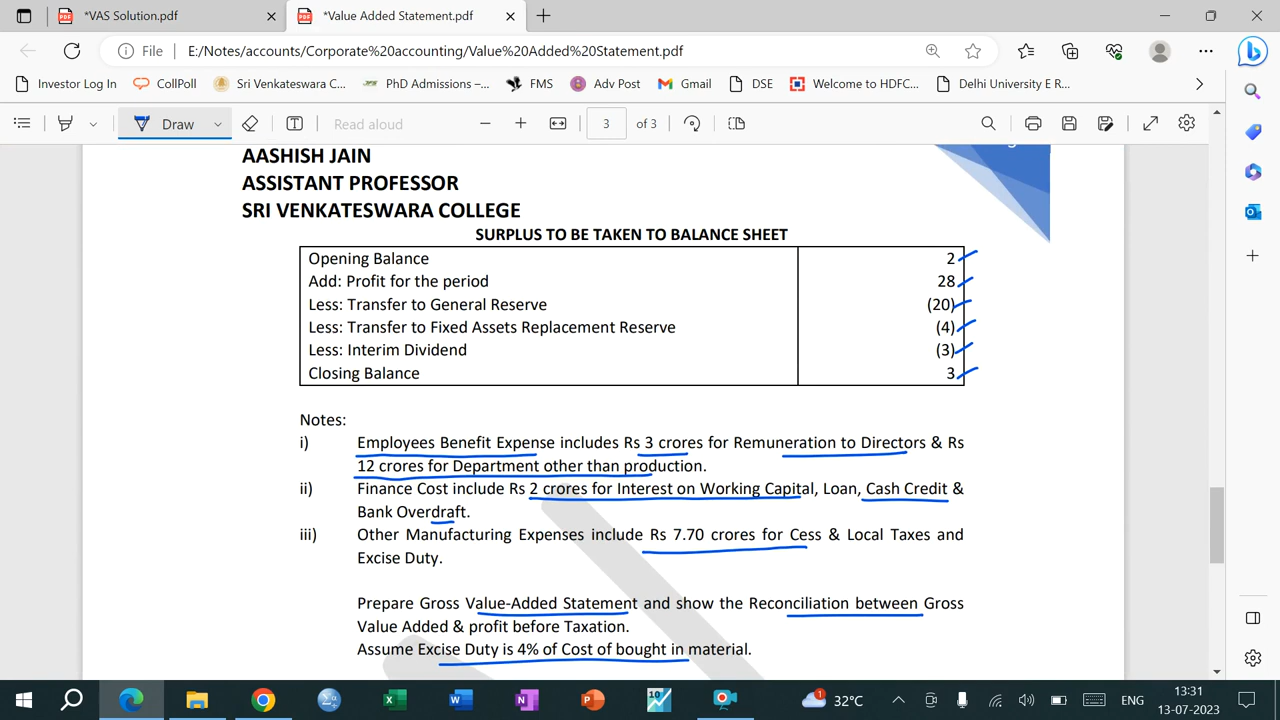 *VAS Solution.pdf
*Value Added Statement.pdf
File
E:/Notes/accounts/Corporate%20accounting/Value%20Added%20Statement.pdf
Investor Log In
CollPoll
Sri Venkateswara C...
PhD Admissions –...
FMS
Adv Post
Gmail
DSE
Welcome to HDFC...
Delhi University E R...
Draw
Read aloud
3 of 3
AASHISH JAIN
ASSISTANT PROFESSOR
SRI VENKATESWARA COLLEGE
SURPLUS TO BE TAKEN TO BALANCE SHEET
Opening Balance 2
Add: Profit for the period 28
Less: Transfer to General Reserve (20)
Less: Transfer to Fixed Assets Replacement Reserve (4)
Less: Interim Dividend (3)
Closing Balance 3
Notes:
i) Employees Benefit Expense includes Rs 3 crores for Remuneration to Directors & Rs
12 crores for Department other than production.
ii) Finance Cost include Rs 2 crores for Interest on Working Capital, Loan, Cash Credit &
Bank Overdraft.
iii) Other Manufacturing Expenses include Rs 7.70 crores for Cess & Local Taxes and
Excise Duty.
Prepare Gross Value-Added Statement and show the Reconciliation between Gross
Value Added & profit before Taxation.
Assume Excise Duty is 4% of Cost of bought in material.
1
32°C
ENG
13:31
13-07-2023